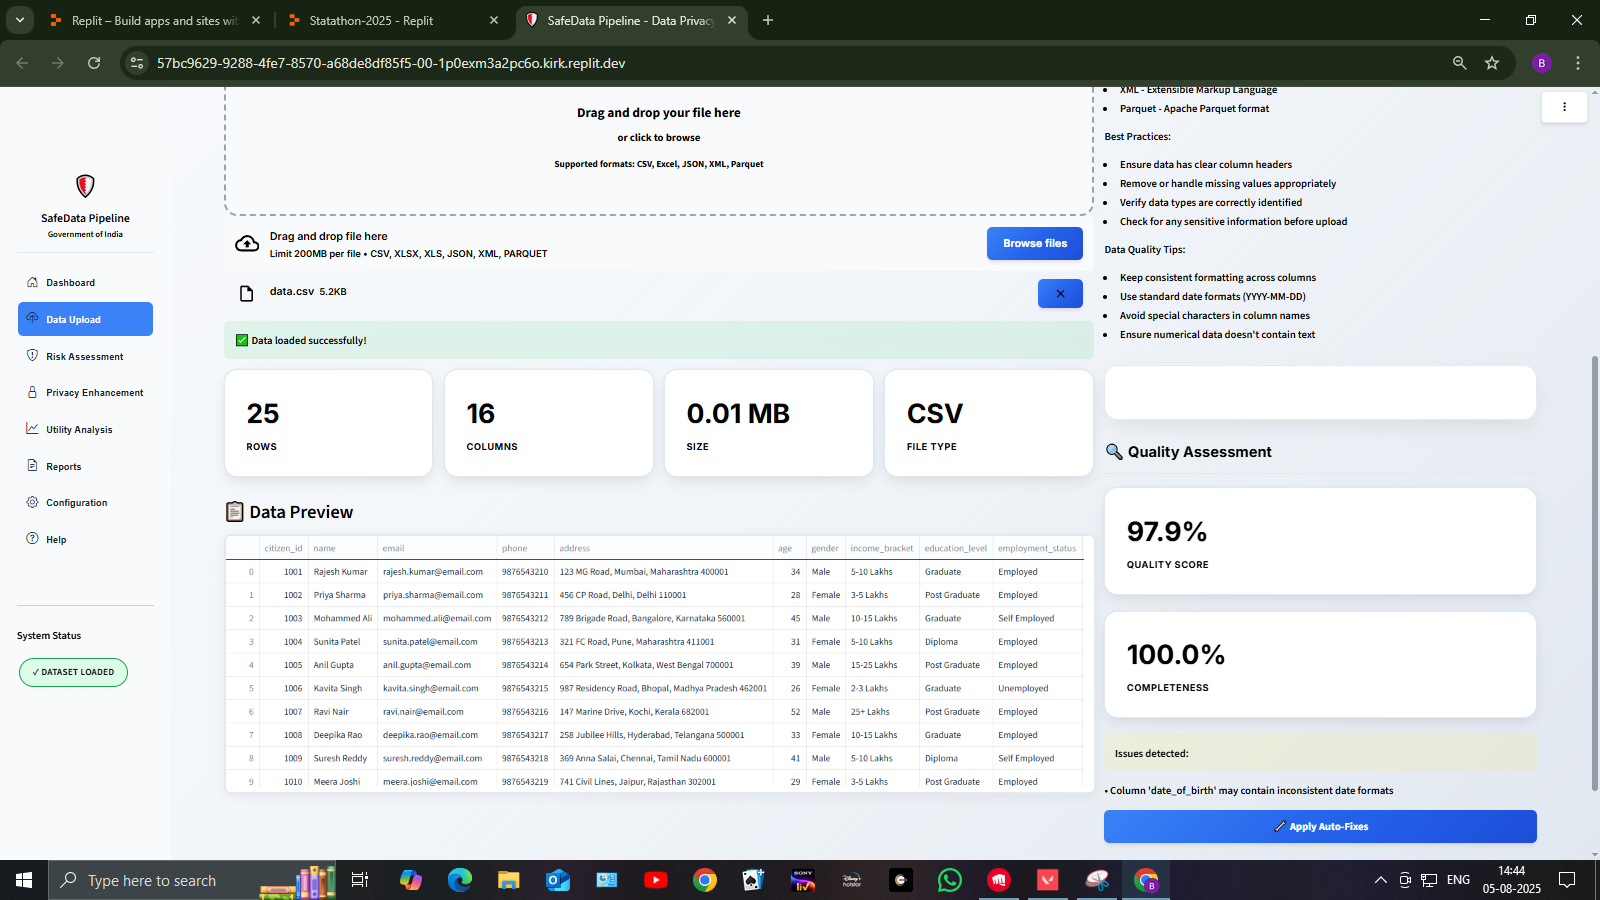 Replit – Build apps and sites wit
Statathon-2025 - Replit
SafeData Pipeline - Data Privacy
57bc9629-9288-4fe7-8570-a68de8df85f5-00-1p0exm3a2pc6o.kirk.replit.dev
B
SafeData Pipeline
Government of India
Dashboard
Data Upload
Risk Assessment
Privacy Enhancement
Utility Analysis
Reports
Configuration
Help
System Status
✓ DATASET LOADED
Drag and drop your file here
or click to browse
Supported formats: CSV, Excel, JSON, XML, Parquet
Drag and drop file here
Limit 200MB per file • CSV, XLSX, XLS, JSON, XML, PARQUET
Browse files
data.csv 5.2KB
✅ Data loaded successfully!
25
ROWS
16
COLUMNS
0.01 MB
SIZE
CSV
FILE TYPE
📋 Data Preview
citizen_id name email phone address age gender income_bracket education_level employment_status
0 1001 Rajesh Kumar rajesh.kumar@email.com 9876543210 123 MG Road, Mumbai, Maharashtra 400001 34 Male 5-10 Lakhs Graduate Employed
1 1002 Priya Sharma priya.sharma@email.com 9876543211 456 CP Road, Delhi, Delhi 110001 28 Female 3-5 Lakhs Post Graduate Employed
2 1003 Mohammed Ali mohammed.ali@email.com 9876543212 789 Brigade Road, Bangalore, Karnataka 560001 45 Male 10-15 Lakhs Graduate Self Employed
3 1004 Sunita Patel sunita.patel@email.com 9876543213 321 FC Road, Pune, Maharashtra 411001 31 Female 5-10 Lakhs Diploma Employed
4 1005 Anil Gupta anil.gupta@email.com 9876543214 654 Park Street, Kolkata, West Bengal 700001 39 Male 15-25 Lakhs Post Graduate Employed
5 1006 Kavita Singh kavita.singh@email.com 9876543215 987 Residency Road, Bhopal, Madhya Pradesh 462001 26 Female 2-3 Lakhs Graduate Unemployed
6 1007 Ravi Nair ravi.nair@email.com 9876543216 147 Marine Drive, Kochi, Kerala 682001 52 Male 25+ Lakhs Post Graduate Employed
7 1008 Deepika Rao deepika.rao@email.com 9876543217 258 Jubilee Hills, Hyderabad, Telangana 500001 33 Female 10-15 Lakhs Graduate Employed
8 1009 Suresh Reddy suresh.reddy@email.com 9876543218 369 Anna Salai, Chennai, Tamil Nadu 600001 41 Male 5-10 Lakhs Diploma Self Employed
9 1010 Meera Joshi meera.joshi@email.com 9876543219 741 Civil Lines, Jaipur, Rajasthan 302001 29 Female 3-5 Lakhs Post Graduate Employed
• XML - Extensible Markup Language
• Parquet - Apache Parquet format
Best Practices:
• Ensure data has clear column headers
• Remove or handle missing values appropriately
• Verify data types are correctly identified
• Check for any sensitive information before upload
Data Quality Tips:
• Keep consistent formatting across columns
• Use standard date formats (YYYY-MM-DD)
• Avoid special characters in column names
• Ensure numerical data doesn't contain text
🔍 Quality Assessment
97.9%
QUALITY SCORE
100.0%
COMPLETENESS
Issues detected:
• Column 'date_of_birth' may contain inconsistent date formats
Apply Auto-Fixes
Type here to search
SONY
liv
Disney+
hotstar
B
ENG
14:44
05-08-2025